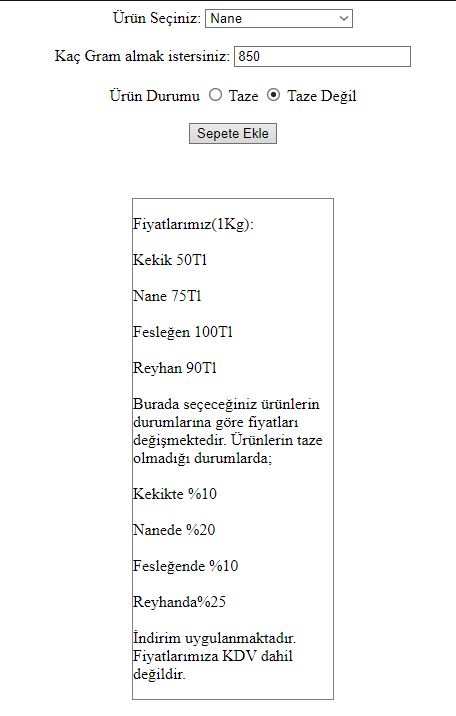 Ürün Seçiniz: Nane
Kaç Gram almak istersiniz: 850
Ürün Durumu Taze Taze Değil
Sepete Ekle
Fiyatlarımız(1Kg):
Kekik 50Tl
Nane 75Tl
Fesleğen 100Tl
Reyhan 90Tl
Burada seçeceğiniz ürünlerin
durumlarına göre fiyatları
değişmektedir. Ürünlerin taze
olmadığı durumlarda;
Kekikte %10
Nanede %20
Fesleğende %10
Reyhanda%25
İndirim uygulanmaktadır.
Fiyatlarımıza KDV dahil
değildir.